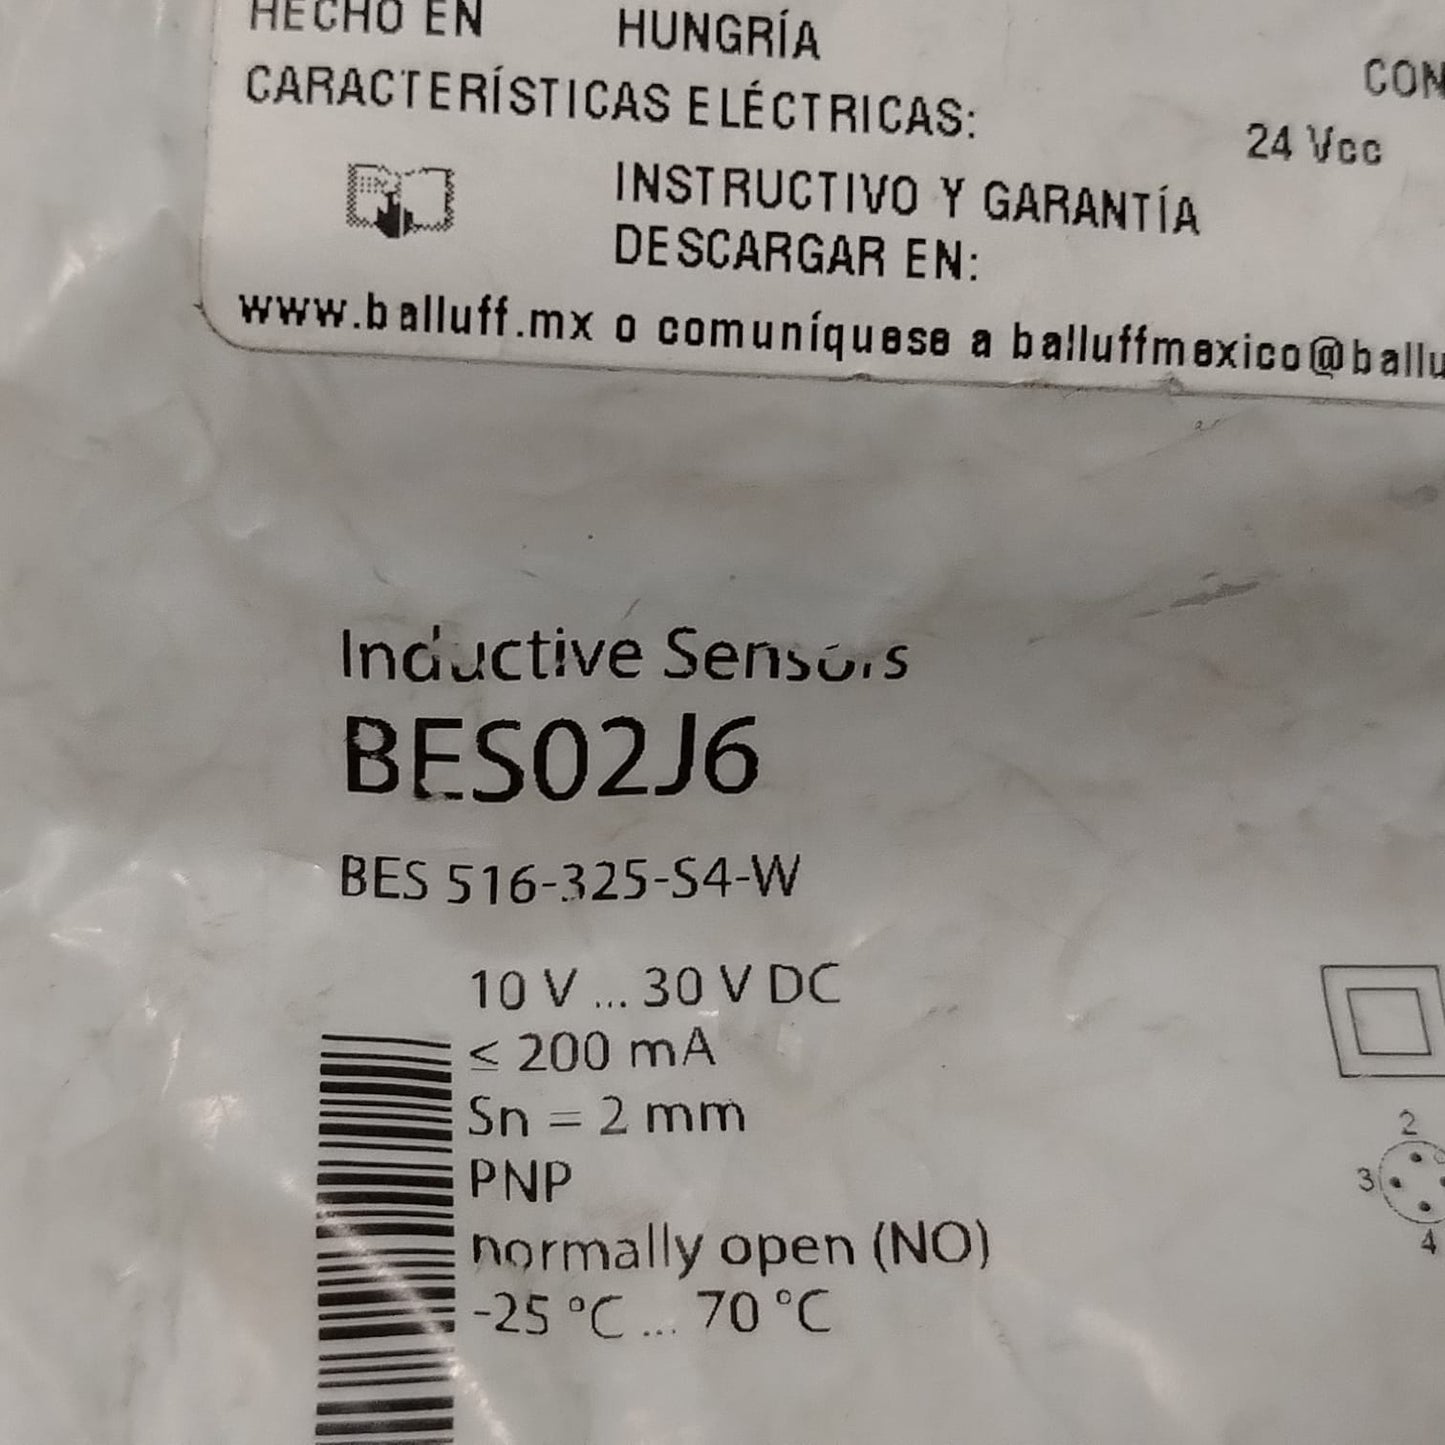 HECHO EN HUNGRÍA
CON
CARACTERÍSTICAS ELÉCTRICAS:
24 Vcc
INSTRUCTIVO Y GARANTÍA
DESCARGAR EN:
www.balluff.mx o comuníquese a balluffmexico@ballu
Inductive Sensors
BES02J6
BES 516-325-S4-W
10 V ... 30 V DC
≤ 200 mA
Sn = 2 mm
PNP
normally open (NO)
-25 °C ... 70 °C
2
3
4